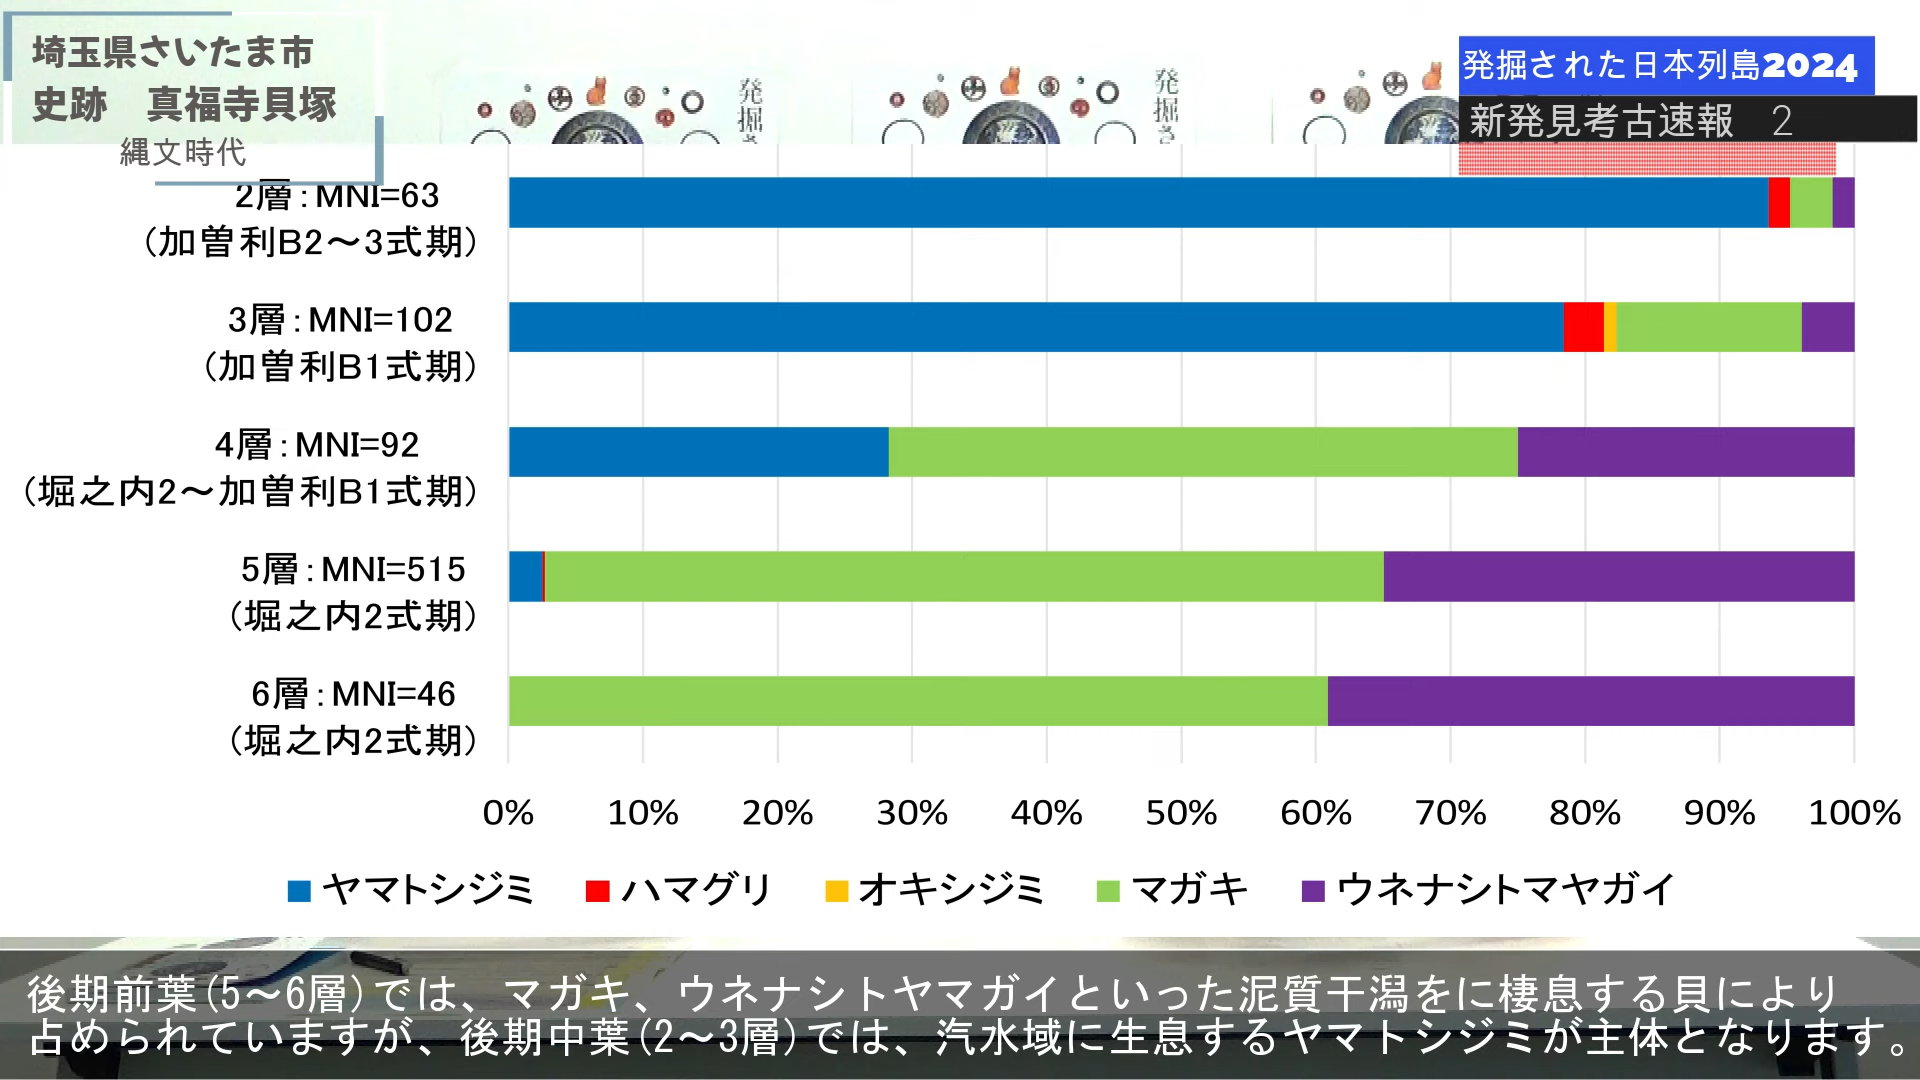 埼玉県さいたま市
史跡　真福寺貝塚
縄文時代
発掘された日本列島2024
新発見考古速報　2
発掘さ
発掘さ
2層：MNI=63
（加曽利B2～3式期）
3層：MNI=102
（加曽利B1式期）
4層：MNI=92
（堀之内2～加曽利B1式期）
5層：MNI=515
（堀之内2式期）
6層：MNI=46
（堀之内2式期）
0% 10% 20% 30% 40% 50% 60% 70% 80% 90% 100%
ヤマトシジミ ハマグリ オキシジミ マガキ ウネナシトマヤガイ
後期前葉(5～6層)では、マガキ、ウネナシトヤマガイといった泥質干潟をに棲息する貝により
占められていますが、後期中葉(2～3層)では、汽水域に生息するヤマトシジミが主体となります。